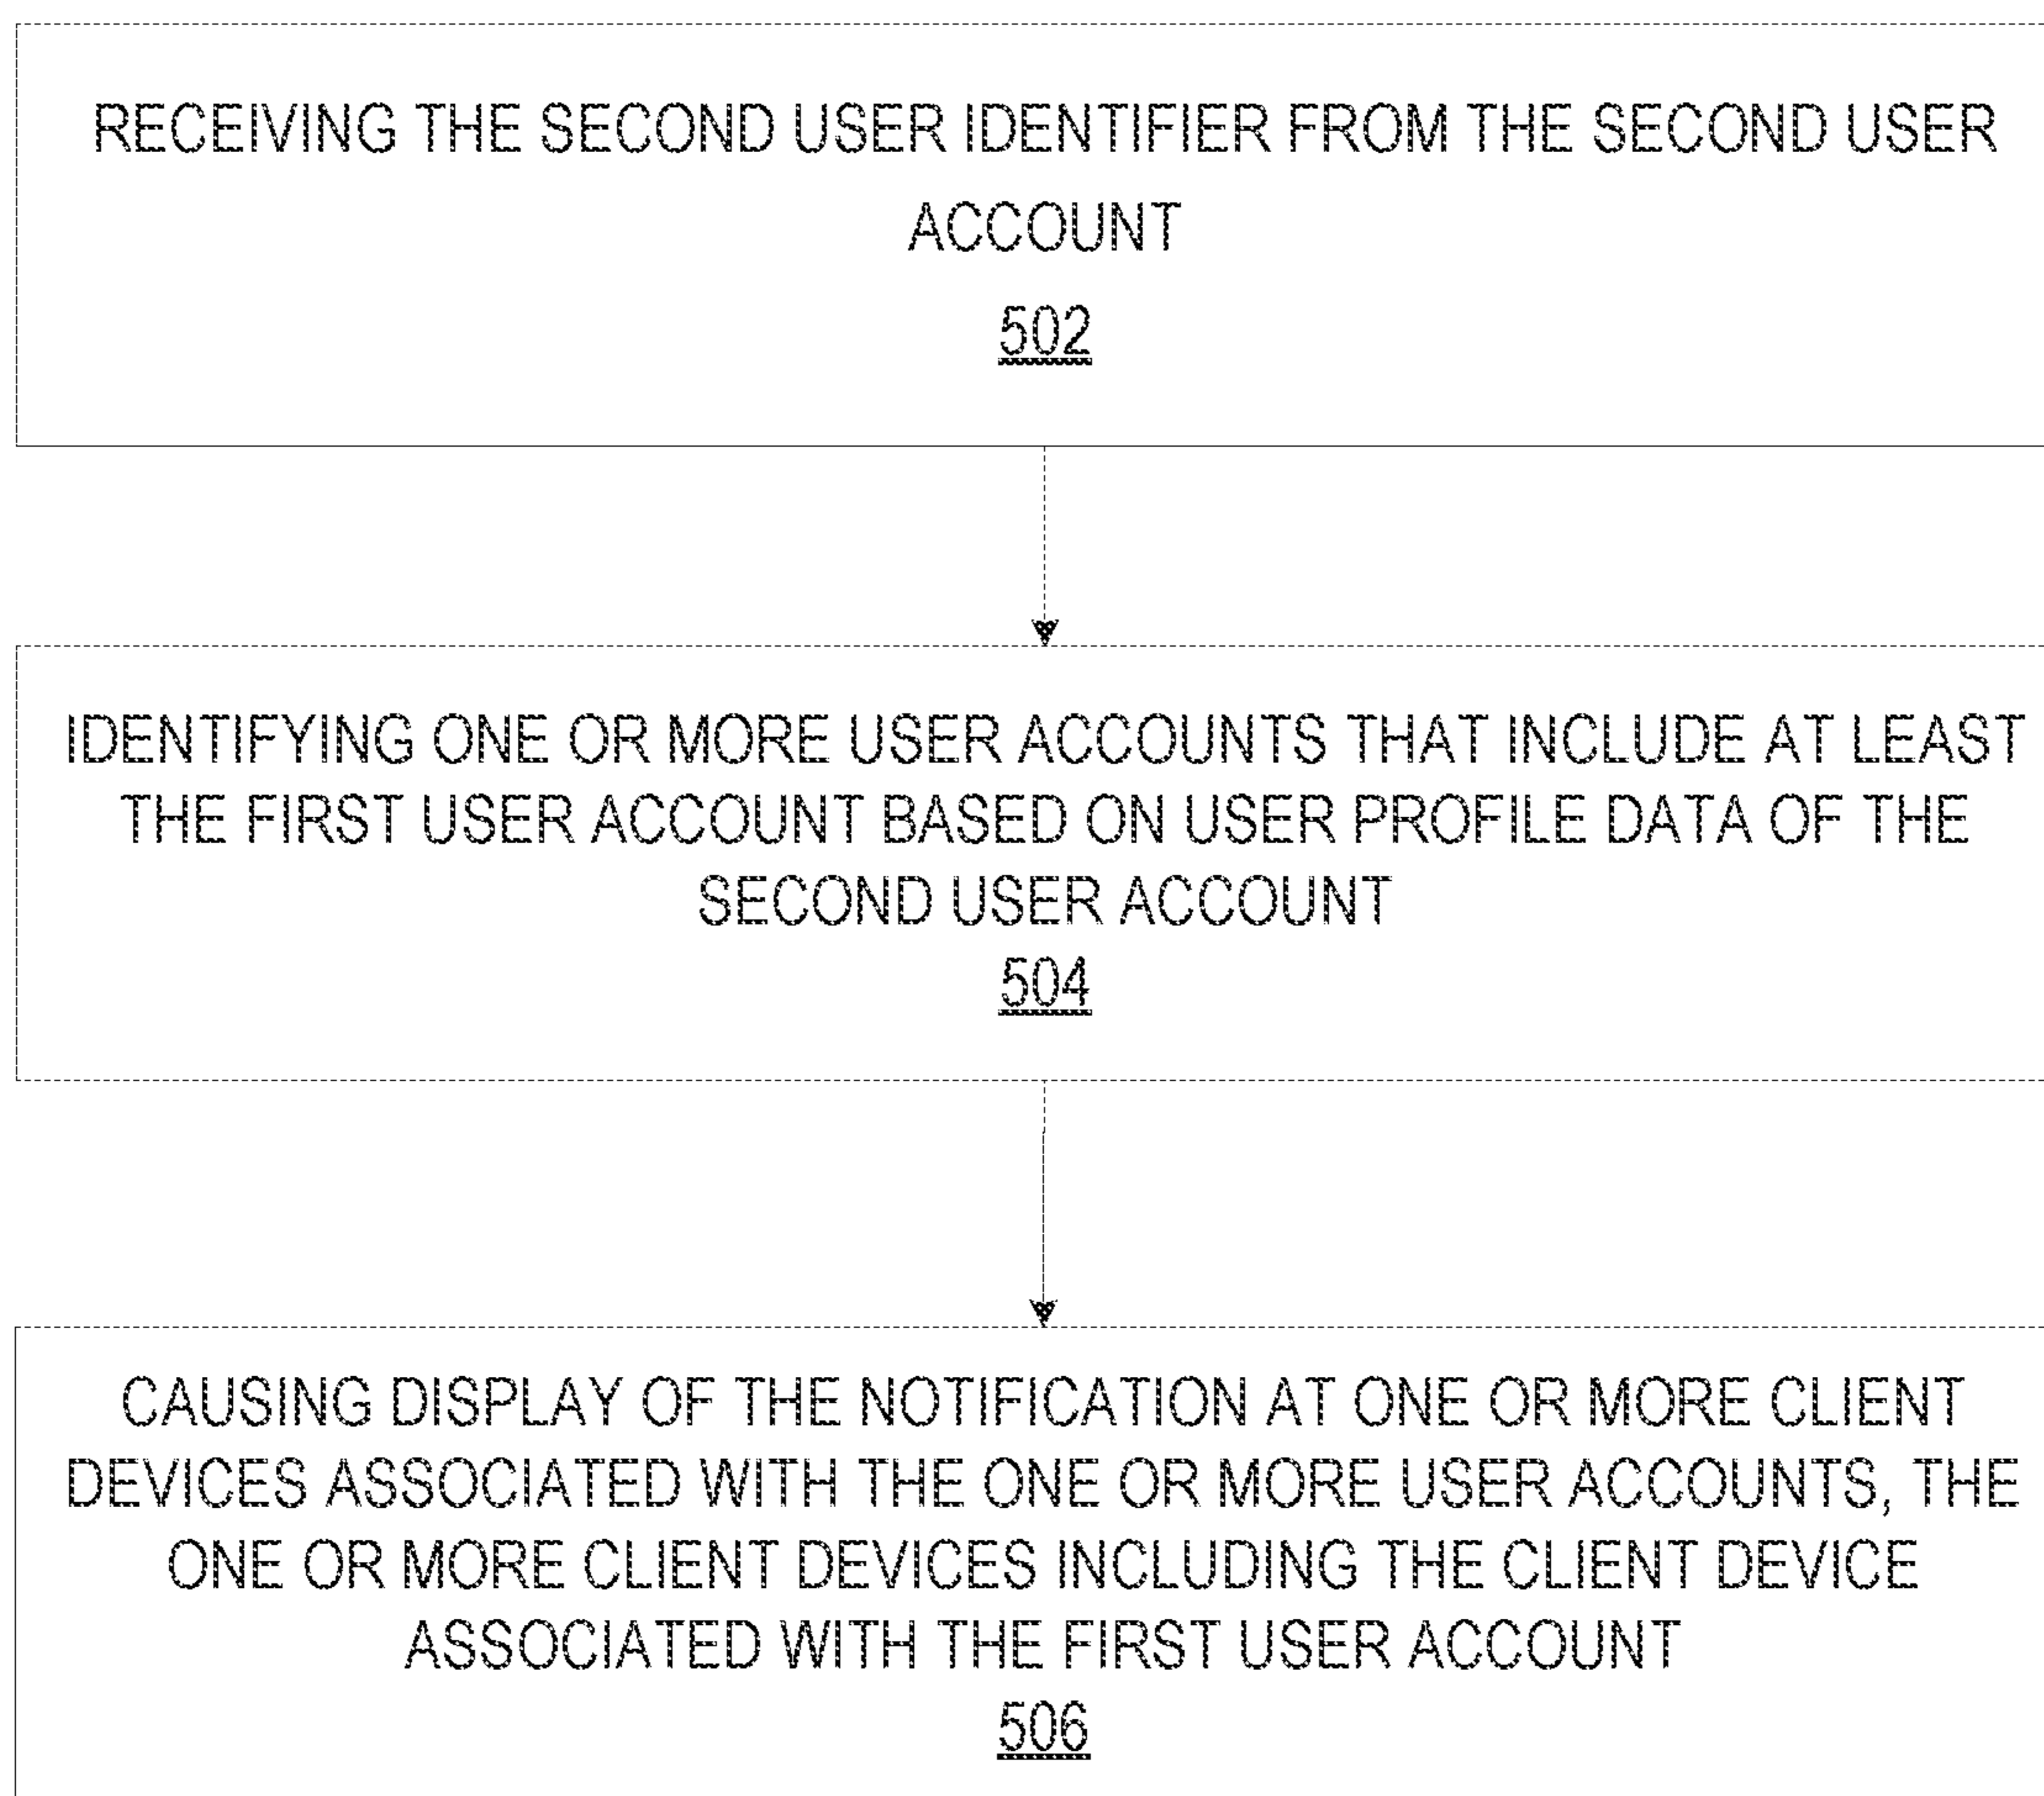 RECEIVING THE SECOND USER IDENTIFIER FROM THE SECOND USER
ACCOUNT
502
IDENTIFYING ONE OR MORE USER ACCOUNTS THAT INCLUDE AT LEAST
THE FIRST USER ACCOUNT BASED ON USER PROFILE DATA OF THE
SECOND USER ACCOUNT
504
CAUSING DISPLAY OF THE NOTIFICATION AT ONE OR MORE CLIENT
DEVICES ASSOCIATED WITH THE ONE OR MORE USER ACCOUNTS, THE
ONE OR MORE CLIENT DEVICES INCLUDING THE CLIENT DEVICE
ASSOCIATED WITH THE FIRST USER ACCOUNT
506